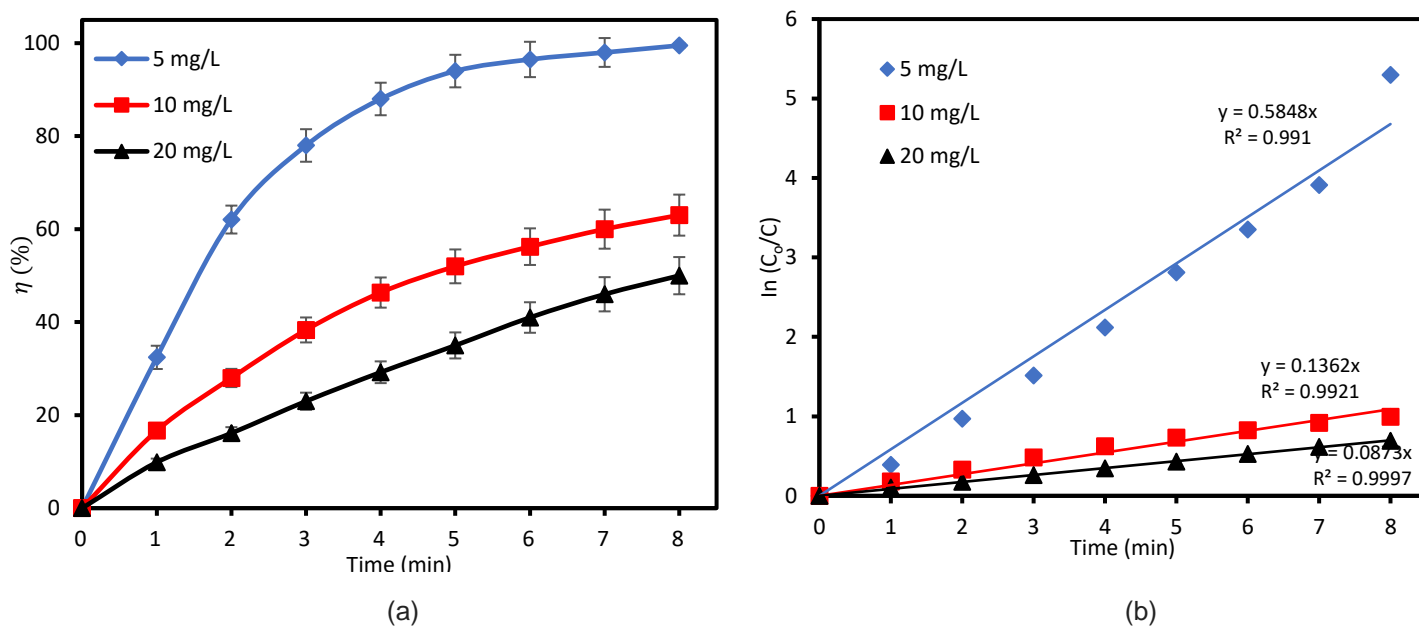 100
80
60
40
20
0
η (%)
5 mg/L
10 mg/L
20 mg/L
0 1 2 3 4 5 6 7 8
Time (min)
(a)
6
5
4
3
2
1
0
ln (Cₒ/C)
5 mg/L
10 mg/L
20 mg/L
y = 0.5848x
R² = 0.991
y = 0.1362x
R² = 0.9921
y = 0.0873x
R² = 0.9997
0 1 2 3 4 5 6 7 8
Time (min)
(b)